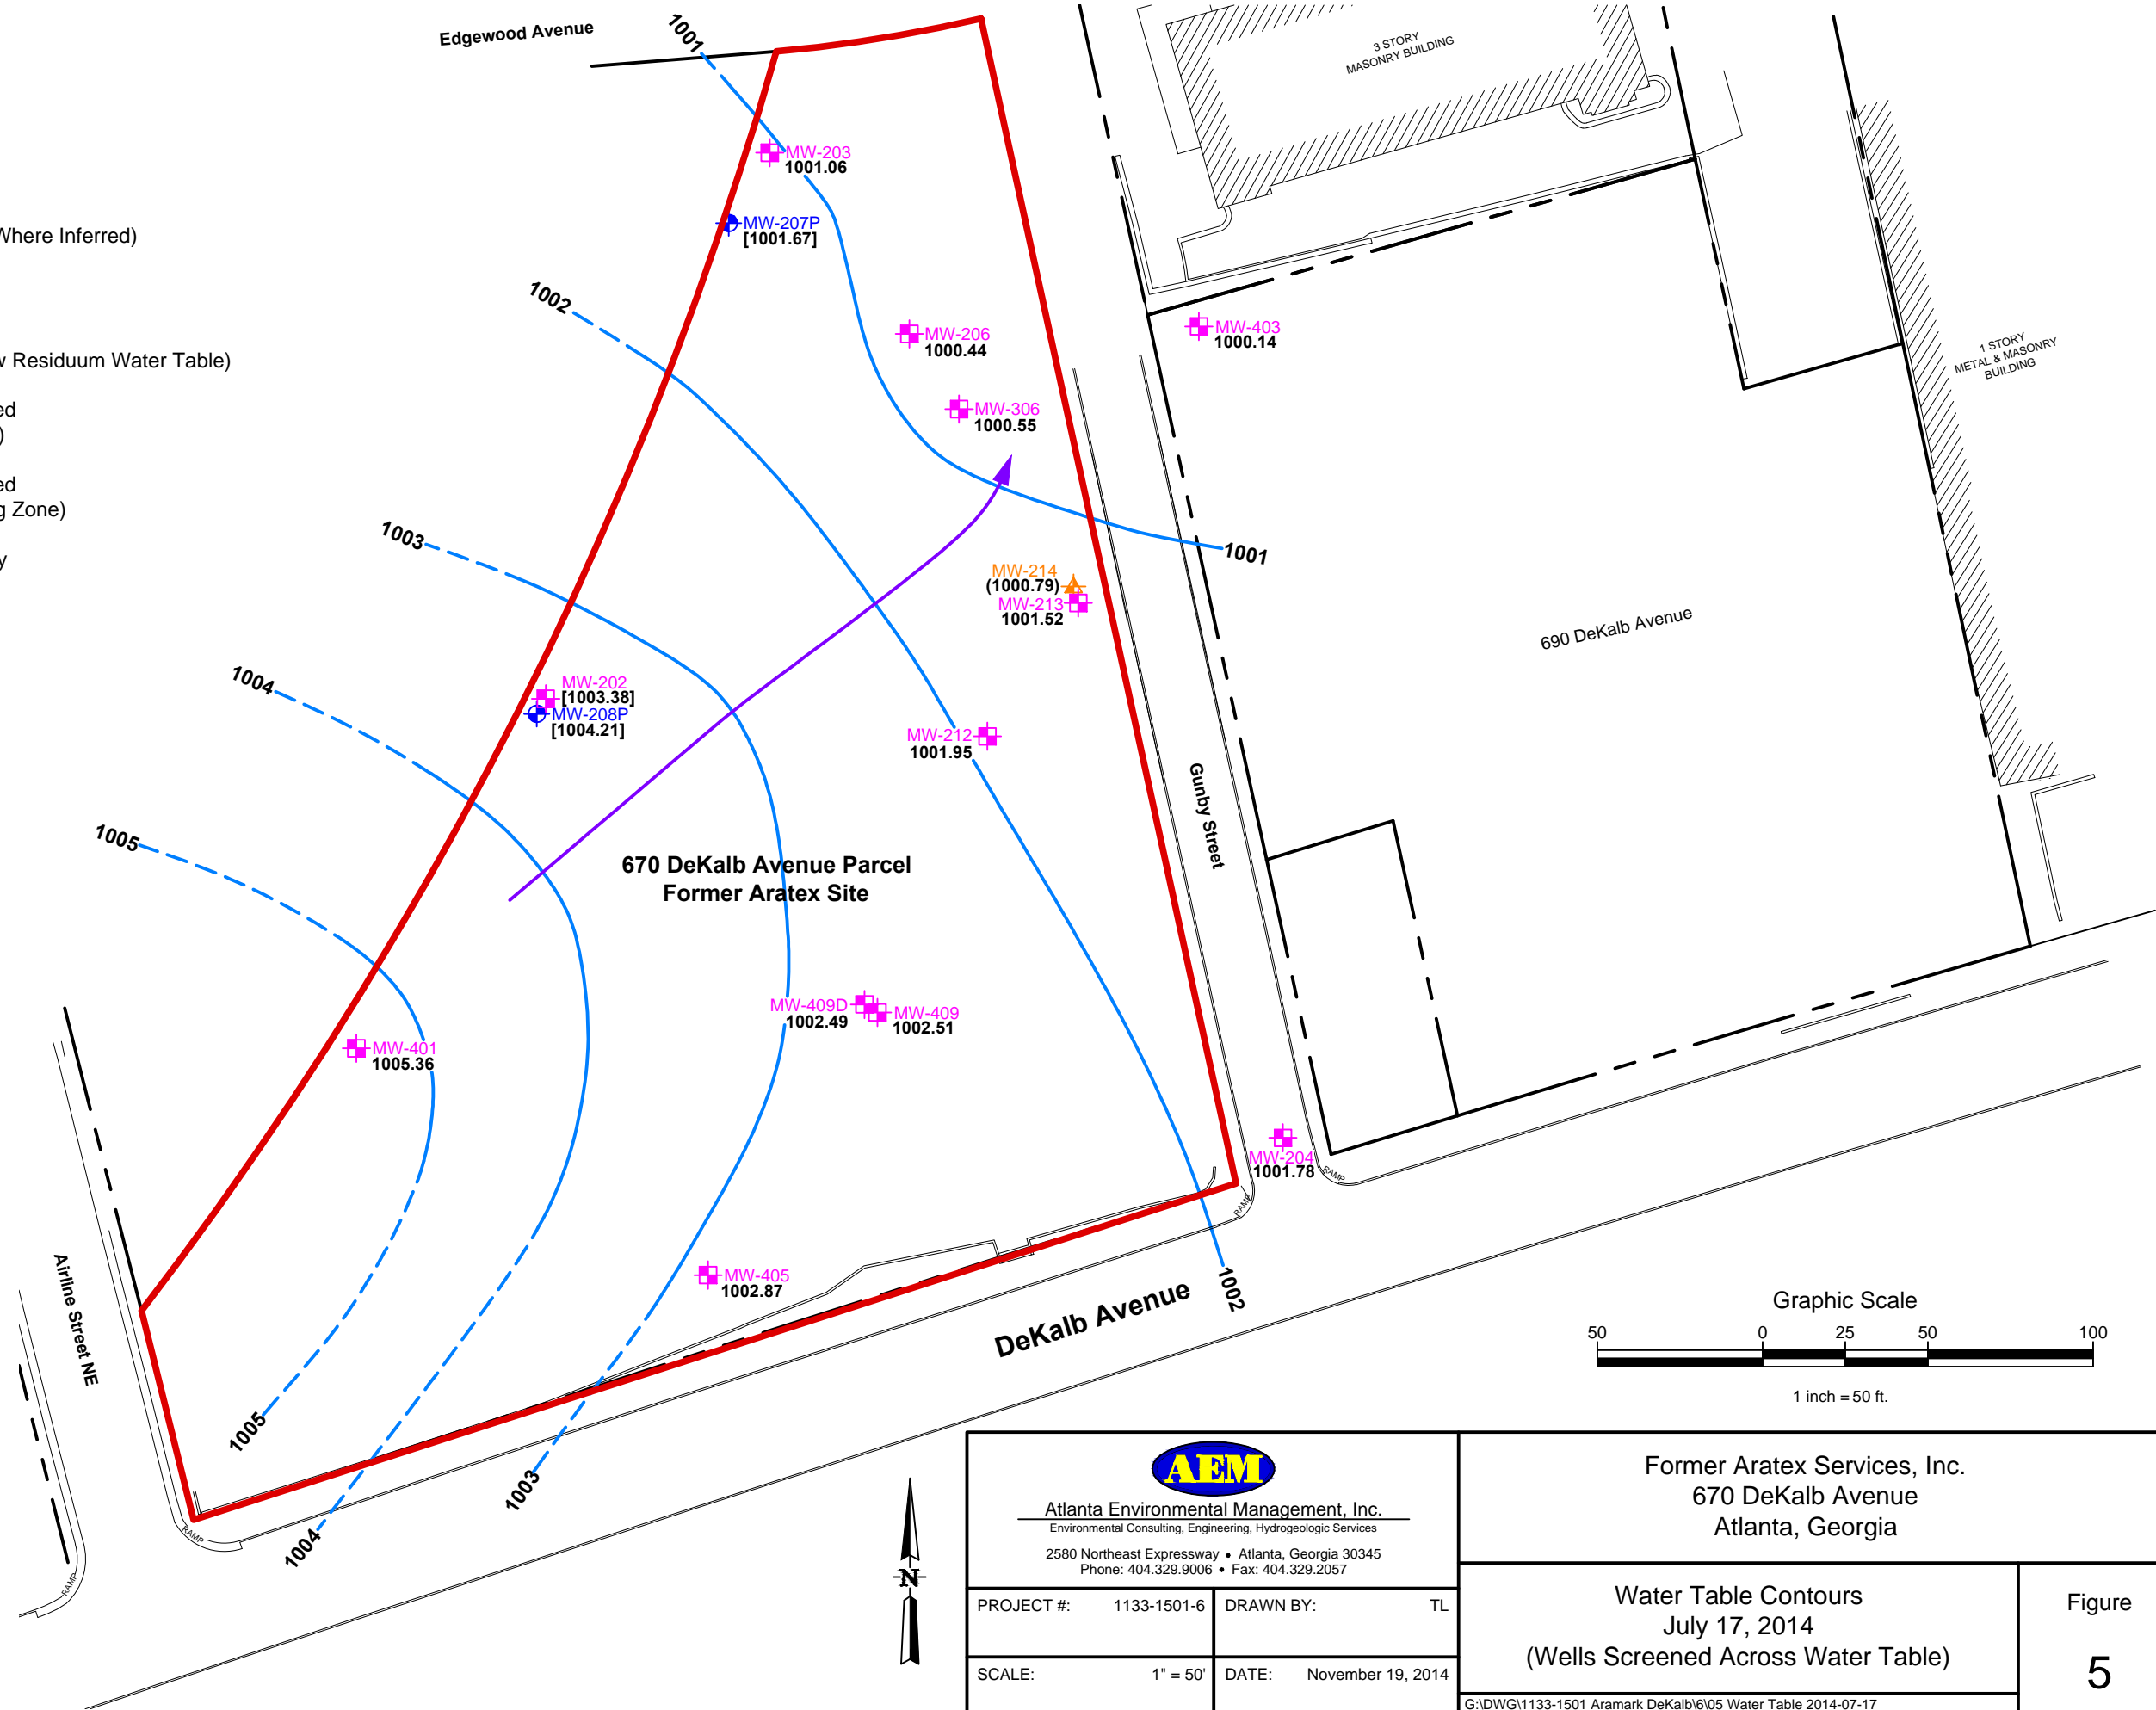 Edgewood Avenue
1001
3 STORY
MASONRY BUILDING
MW-203
1001.06
Where Inferred)
MW-207P
[1001.67]
1002
MW-206
1000.44
MW-403
1000.14
1 STORY
METAL & MASONRY
BUILDING
Residuum Water Table)
MW-306
1000.55
ed
)
ed
g Zone)
y
1003
1001
MW-214
(1000.79)
MW-213
1001.52
690 DeKalb Avenue
1004
MW-202
[1003.38]
MW-208P
[1004.21]
MW-212
1001.95
Gunby Street
1005
670 DeKalb Avenue Parcel
Former Aratex Site
MW-409D
1002.49
MW-409
1002.51
MW-401
1005.36
MW-204
1001.78
RAMP
RAMP
Airline Street NE
MW-405
1002.87
1002
DeKalb Avenue
Graphic Scale
50 0 25 50 100
1 inch = 50 ft.
1005
1003
1004
RAMP
RAMP
N
AEM
Atlanta Environmental Management, Inc.
Environmental Consulting, Engineering, Hydrogeologic Services
2580 Northeast Expressway • Atlanta, Georgia 30345
Phone: 404.329.9006 • Fax: 404.329.2057
PROJECT #: 1133-1501-6
DRAWN BY: TL
SCALE: 1" = 50'
DATE: November 19, 2014
Former Aratex Services, Inc.
670 DeKalb Avenue
Atlanta, Georgia
Water Table Contours
July 17, 2014
(Wells Screened Across Water Table)
Figure
5
G:\DWG\1133-1501 Aramark DeKalb\6\05 Water Table 2014-07-17